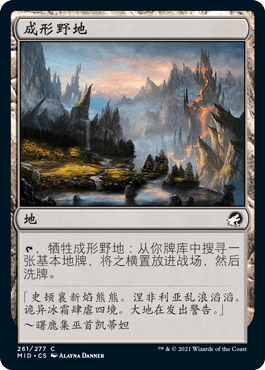 成形野地
地
，牺牲成形野地：从你牌库中搜寻一
张基本地牌，将之横置放进战场，然后
洗牌。
「史顿襄新焰熊熊。涅非利亚乱浪滔滔。
诡异冰霜肆虐四境。大地在发出警告。」
～曙鹿集巫首凯蒂妲
261/277 C
MID • CS ALAYNA DANNER
™ & © 2021 Wizards of the Coast